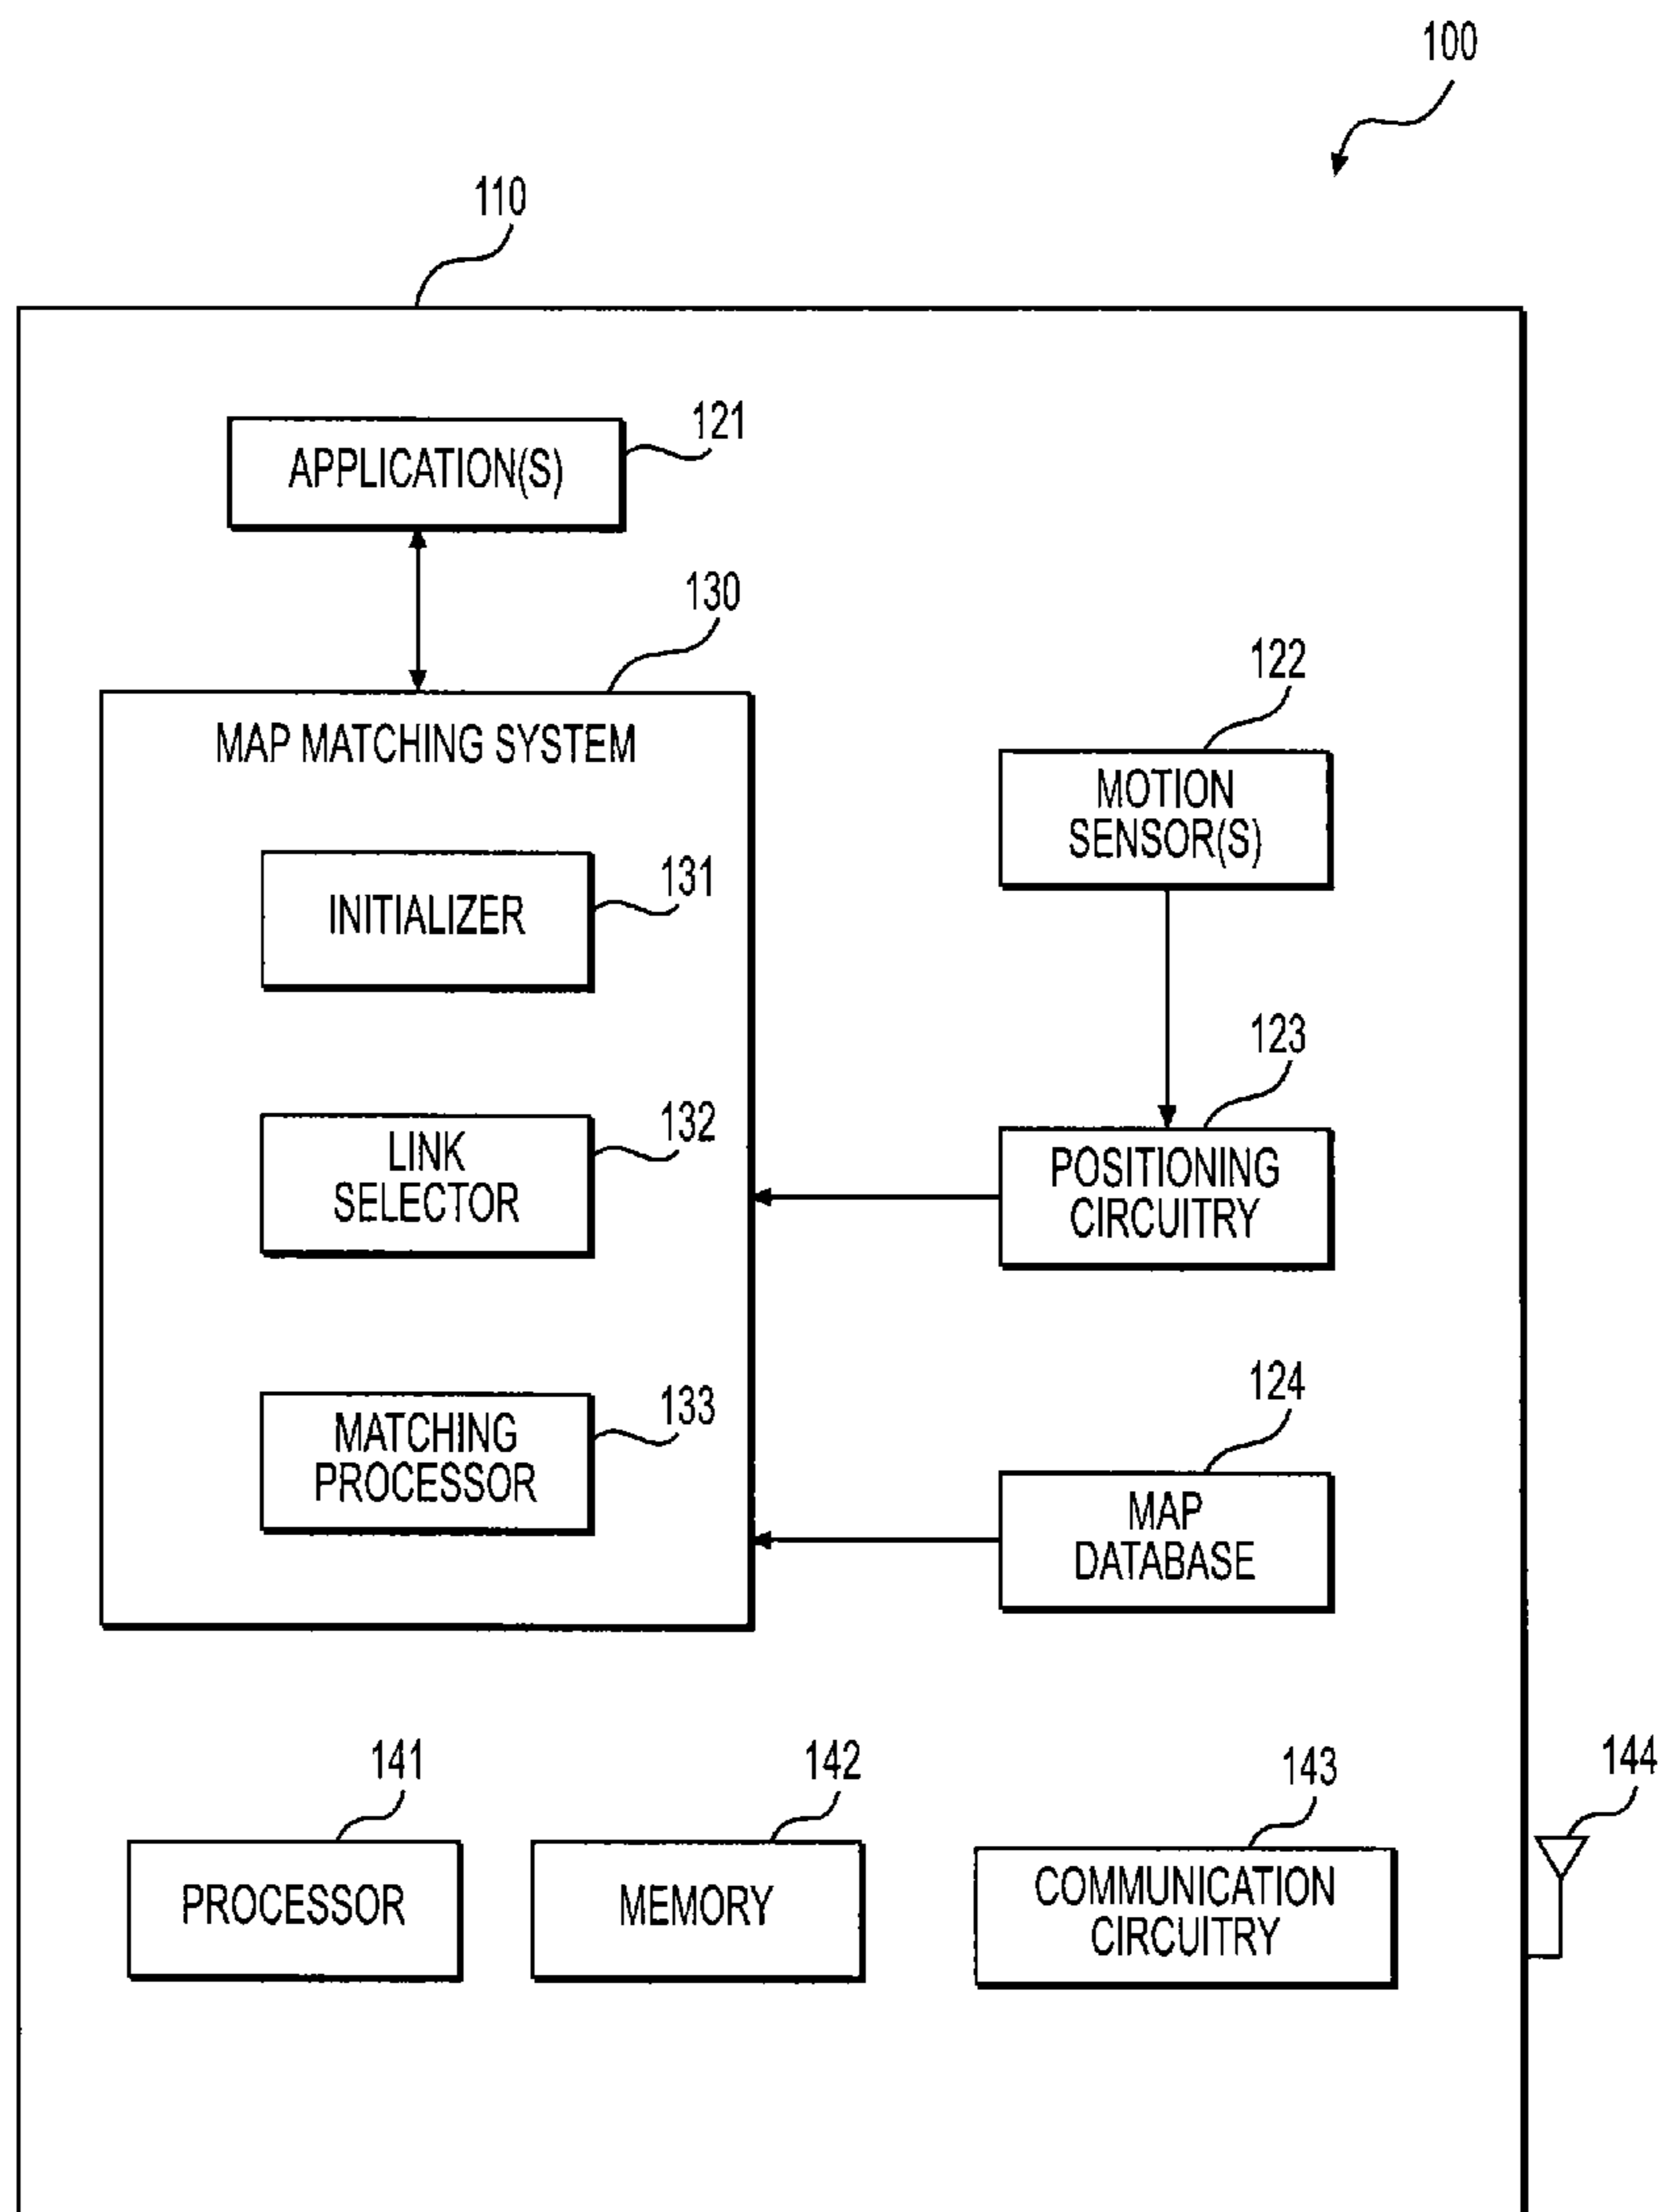 100
110
APPLICATION(S)
121
130
MAP MATCHING SYSTEM
122
MOTION
SENSOR(S)
INITIALIZER
131
123
LINK
SELECTOR
132
POSITIONING
CIRCUITRY
124
MATCHING
PROCESSOR
133
MAP
DATABASE
141
142
143
144
PROCESSOR
MEMORY
COMMUNICATION
CIRCUITRY